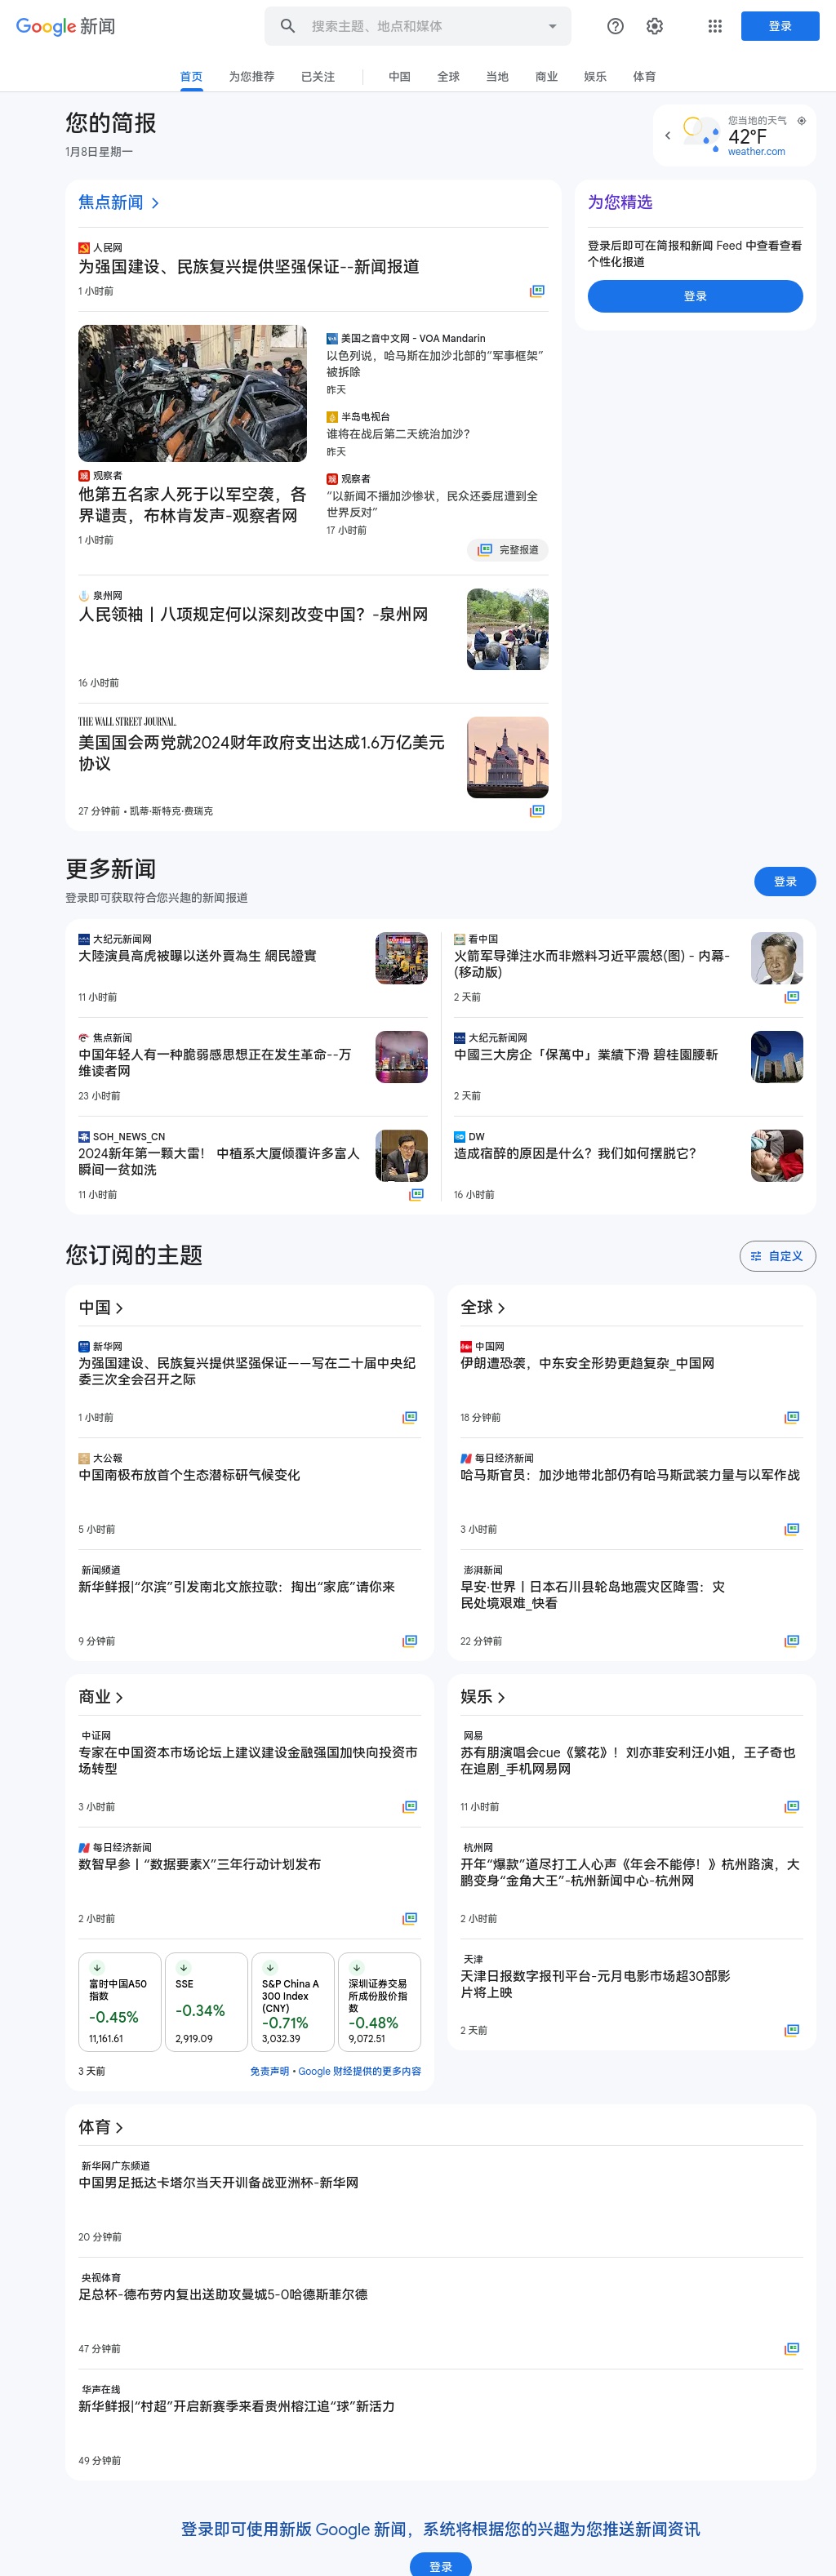 Google 新闻
搜索主题、地点和媒体
登录
首页
为您推荐
已关注
中国
全球
当地
商业
娱乐
体育
您的简报
1月8日星期一
您当地的天气
42°F
weather.com
焦点新闻
人民网
为强国建设、民族复兴提供坚强保证--新闻报道
1 小时前
观察者
他第五名家人死于以军空袭，各
界谴责，布林肯发声-观察者网
1 小时前
美国之音中文网 - VOA Mandarin
以色列说，哈马斯在加沙北部的“军事框架”
被拆除
昨天
半岛电视台
谁将在战后第二天统治加沙？
昨天
观察者
“以新闻不播加沙惨状，民众还委屈遭到全
世界反对”
17 小时前
完整报道
泉州网
人民领袖丨八项规定何以深刻改变中国？-泉州网
16 小时前
THE WALL STREET JOURNAL.
美国国会两党就2024财年政府支出达成1.6万亿美元
协议
27 分钟前 • 凯蒂·斯特克·费瑞克
为您精选
登录后即可在简报和新闻 Feed 中查看查看
个性化报道
登录
更多新闻
登录即可获取符合您兴趣的新闻报道
登录
大纪元新闻网
大陸演員高虎被曝以送外賣為生 網民證實
11 小时前
焦点新闻
中国年轻人有一种脆弱感思想正在发生革命--万
维读者网
23 小时前
SOH_NEWS_CN
2024新年第一颗大雷！ 中植系大厦倾覆许多富人
瞬间一贫如洗
11 小时前
看中国
火箭军导弹注水而非燃料习近平震怒(图) - 内幕-
(移动版)
2 天前
大纪元新闻网
中國三大房企「保萬中」業績下滑 碧桂園腰斬
2 天前
DW
造成宿醉的原因是什么？我们如何摆脱它？
16 小时前
您订阅的主题
自定义
中国
新华网
为强国建设、民族复兴提供坚强保证——写在二十届中央纪
委三次全会召开之际
1 小时前
大公報
中国南极布放首个生态潜标研气候变化
5 小时前
新闻频道
新华鲜报|“尔滨”引发南北文旅拉歌：掏出“家底”请你来
9 分钟前
全球
中国网
伊朗遭恐袭，中东安全形势更趋复杂_中国网
18 分钟前
每日经济新闻
哈马斯官员：加沙地带北部仍有哈马斯武装力量与以军作战
3 小时前
澎湃新闻
早安·世界丨日本石川县轮岛地震灾区降雪：灾
民处境艰难_快看
22 分钟前
商业
中证网
专家在中国资本市场论坛上建议建设金融强国加快向投资市
场转型
3 小时前
每日经济新闻
数智早参丨“数据要素X”三年行动计划发布
2 小时前
富时中国A50
指数
-0.45%
11,161.61
SSE
-0.34%
2,919.09
S&P China A
300 Index
(CNY)
-0.71%
3,032.39
深圳证券交易
所成份股价指
数
-0.48%
9,072.51
3 天前
免责声明 • Google 财经提供的更多内容
娱乐
网易
苏有朋演唱会cue《繁花》！刘亦菲安利汪小姐，王子奇也
在追剧_手机网易网
11 小时前
杭州网
开年“爆款”道尽打工人心声《年会不能停！》杭州路演，大
鹏变身“金角大王”-杭州新闻中心-杭州网
2 小时前
天津
天津日报数字报刊平台-元月电影市场超30部影
片将上映
2 天前
体育
新华网广东频道
中国男足抵达卡塔尔当天开训备战亚洲杯-新华网
20 分钟前
央视体育
足总杯-德布劳内复出送助攻曼城5-0哈德斯菲尔德
47 分钟前
华声在线
新华鲜报|“村超”开启新赛季来看贵州榕江追“球”新活力
49 分钟前
登录即可使用新版 Google 新闻，系统将根据您的兴趣为您推送新闻资讯
登录